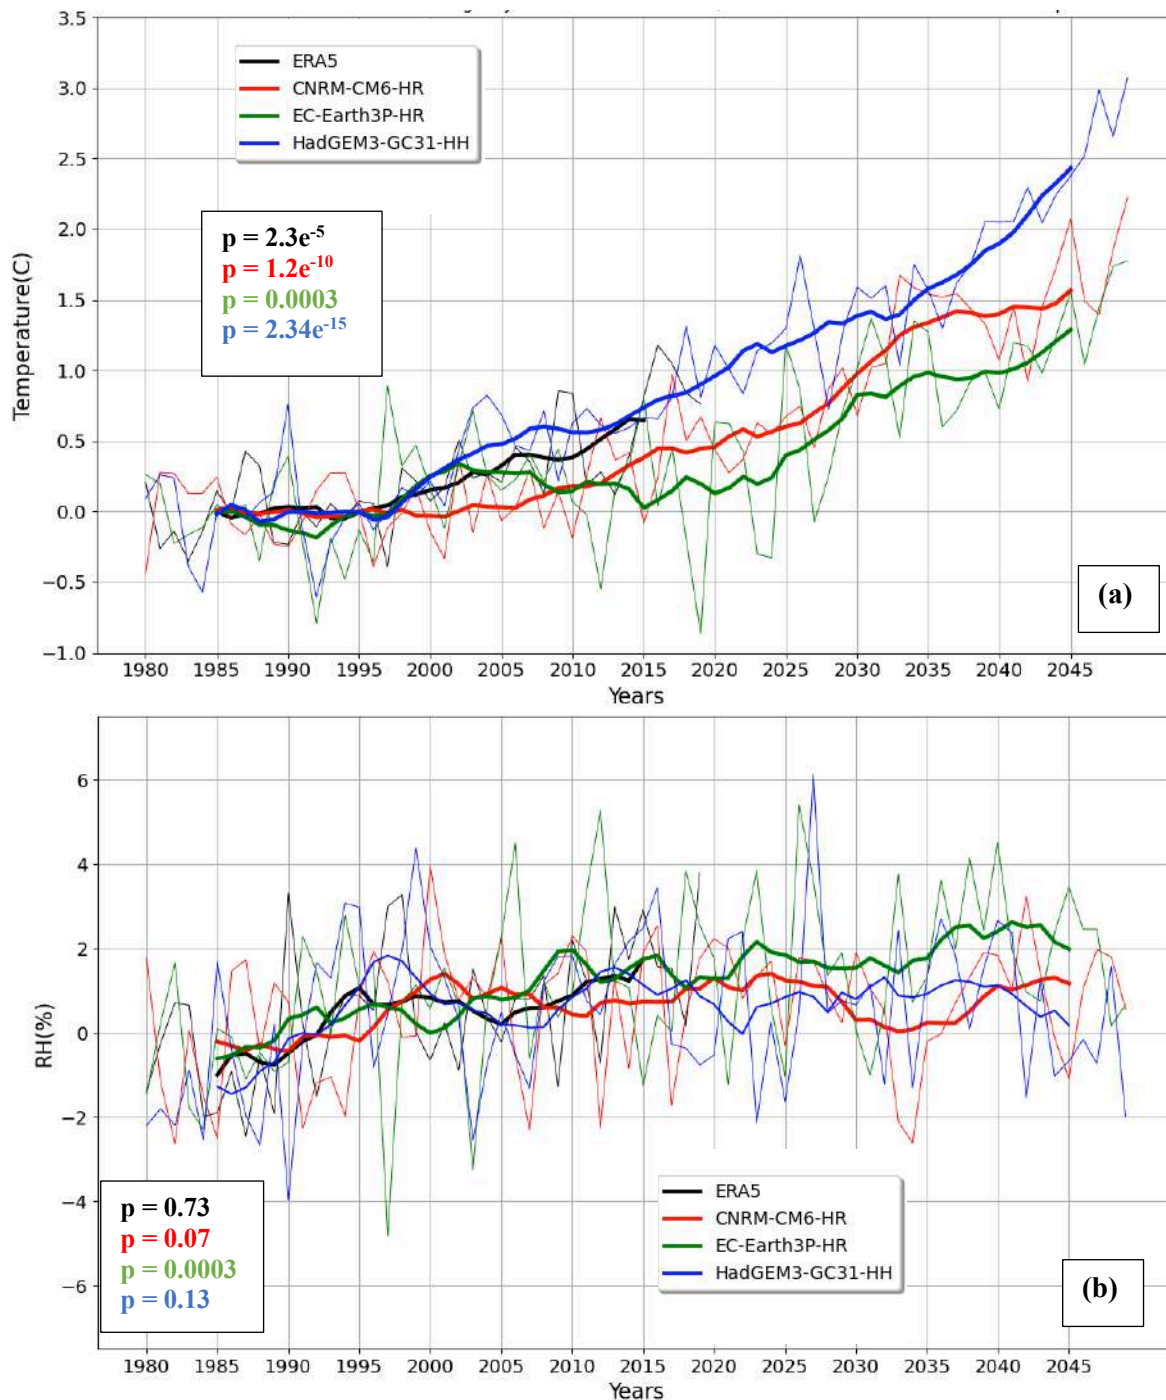 3.5
3.0
2.5
2.0
1.5
1.0
0.5
0.0
−0.5
−1.0
Temperature(C)
ERA5
CNRM-CM6-HR
EC-Earth3P-HR
HadGEM3-GC31-HH
p = 2.3e⁻⁵
p = 1.2e⁻¹⁰
p = 0.0003
p = 2.34e⁻¹⁵
(a)
1980 1985 1990 1995 2000 2005 2010 2015 2020 2025 2030 2035 2040 2045
Years
6
4
2
0
−2
−4
−6
RH(%)
p = 0.73
p = 0.07
p = 0.0003
p = 0.13
ERA5
CNRM-CM6-HR
EC-Earth3P-HR
HadGEM3-GC31-HH
(b)
1980 1985 1990 1995 2000 2005 2010 2015 2020 2025 2030 2035 2040 2045
Years